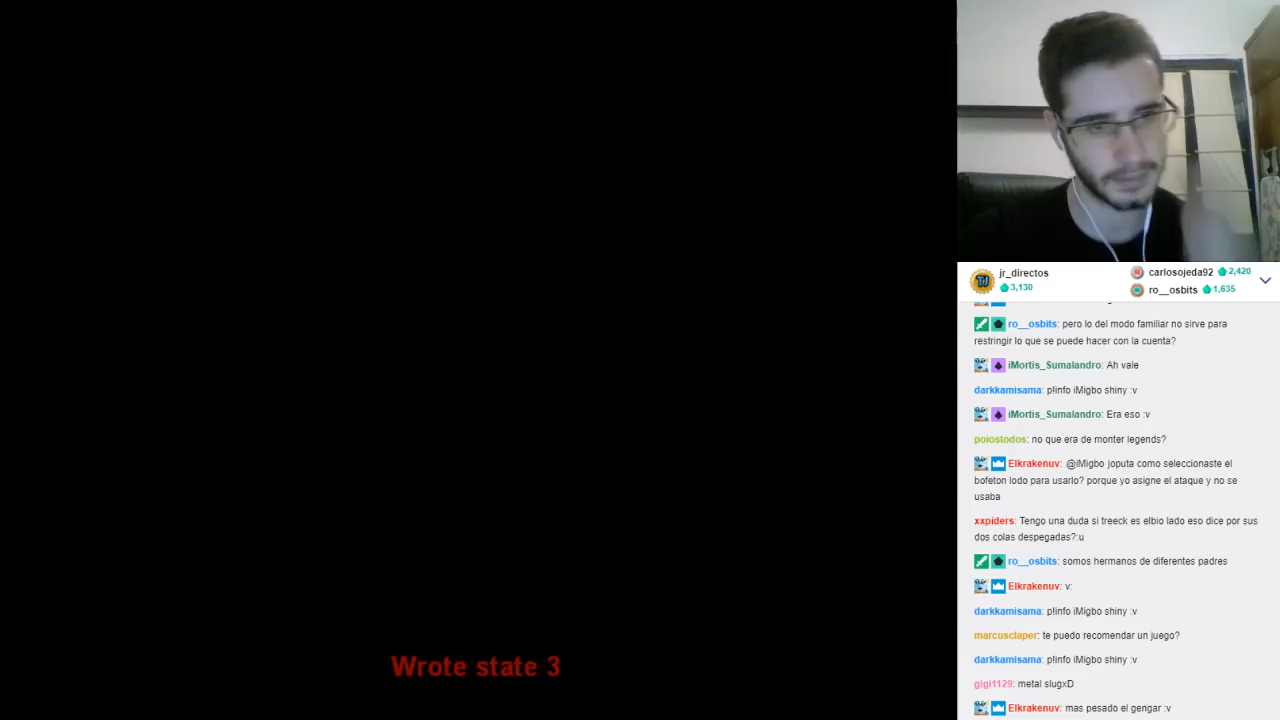 jr_directos
3,130
carlosojeda92 2,420
ro__osbits 1,635
ro__osbits: pero lo del modo familiar no sirve para
restringir lo que se puede hacer con la cuenta?
iMortis_Sumalandro: Ah vale
darkkamisama: p!info iMigbo shiny :v
iMortis_Sumalandro: Era eso :v
poiostodos: no que era de monter legends?
Elkrakenuv: @iMigbo joputa como seleccionaste el
bofeton lodo para usarlo? porque yo asigne el ataque y no se
usaba
xxpiders: Tengo una duda si treeck es elbio lado eso dice por sus
dos colas despegadas?:u
ro__osbits: somos hermanos de diferentes padres
Elkrakenuv: v:
darkkamisama: p!info iMigbo shiny :v
marcusclaper: te puedo recomendar un juego?
darkkamisama: p!info iMigbo shiny :v
gigi1129: metal slugxD
Elkrakenuv: mas pesado el gengar :v
Wrote state 3